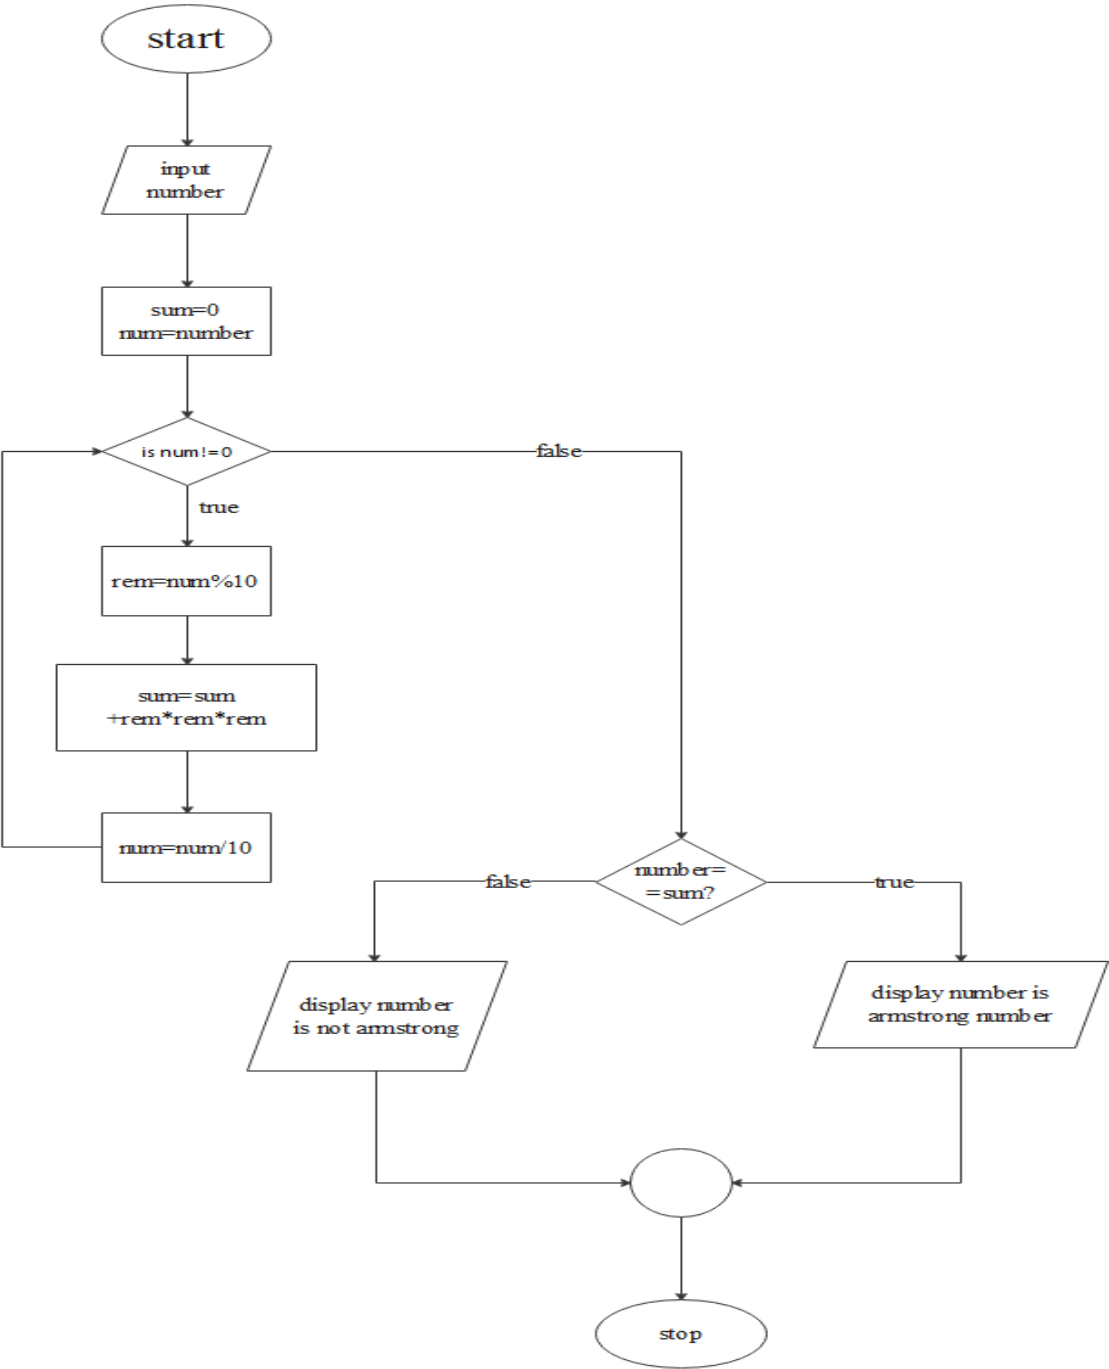 start
input
number
sum=0
num=number
is num!=0
false
true
rem=num%10
sum=sum
+rem*rem*rem
num=num/10
number=
=sum?
false
true
display number
is not armstrong
display number is
armstrong number
stop